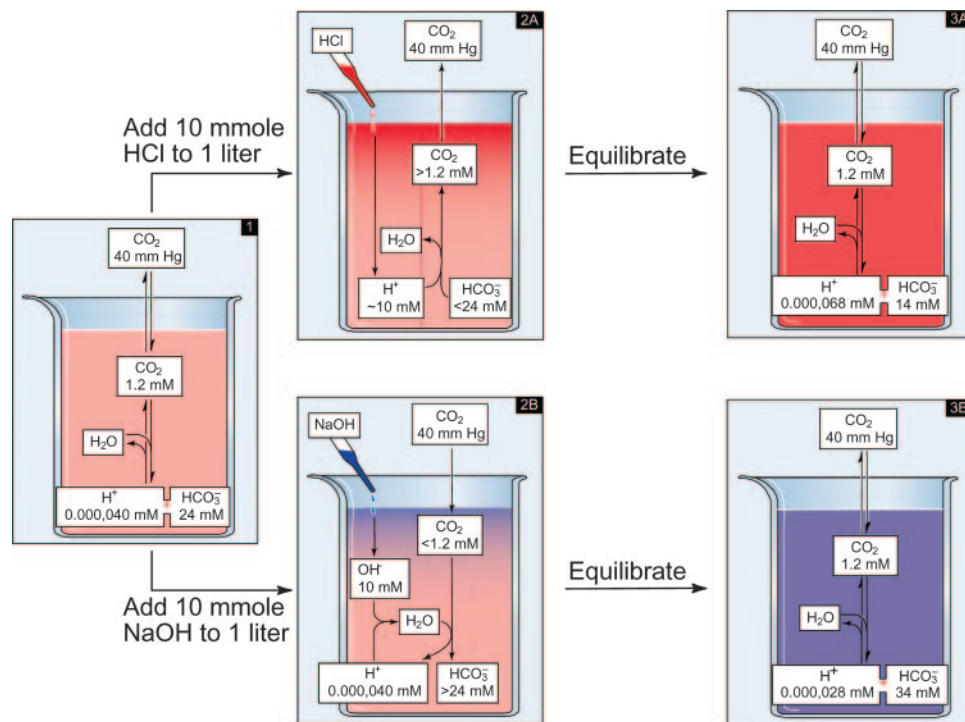 1
CO₂
40 mm Hg
CO₂
1.2 mM
H₂O
H⁺
0.000,040 mM
HCO₃⁻
24 mM
Add 10 mmole
HCl to 1 liter
2A
HCl
CO₂
40 mm Hg
CO₂
>1.2 mM
H₂O
H⁺
~10 mM
HCO₃⁻
<24 mM
Equilibrate
3A
CO₂
40 mm Hg
CO₂
1.2 mM
H₂O
H⁺
0.000,068 mM
HCO₃⁻
14 mM
Add 10 mmole
NaOH to 1 liter
2B
NaOH
CO₂
40 mm Hg
CO₂
<1.2 mM
OH⁻
10 mM
H₂O
H⁺
0.000,040 mM
HCO₃⁻
>24 mM
Equilibrate
3B
CO₂
40 mm Hg
CO₂
1.2 mM
H₂O
H⁺
0.000,028 mM
HCO₃⁻
34 mM